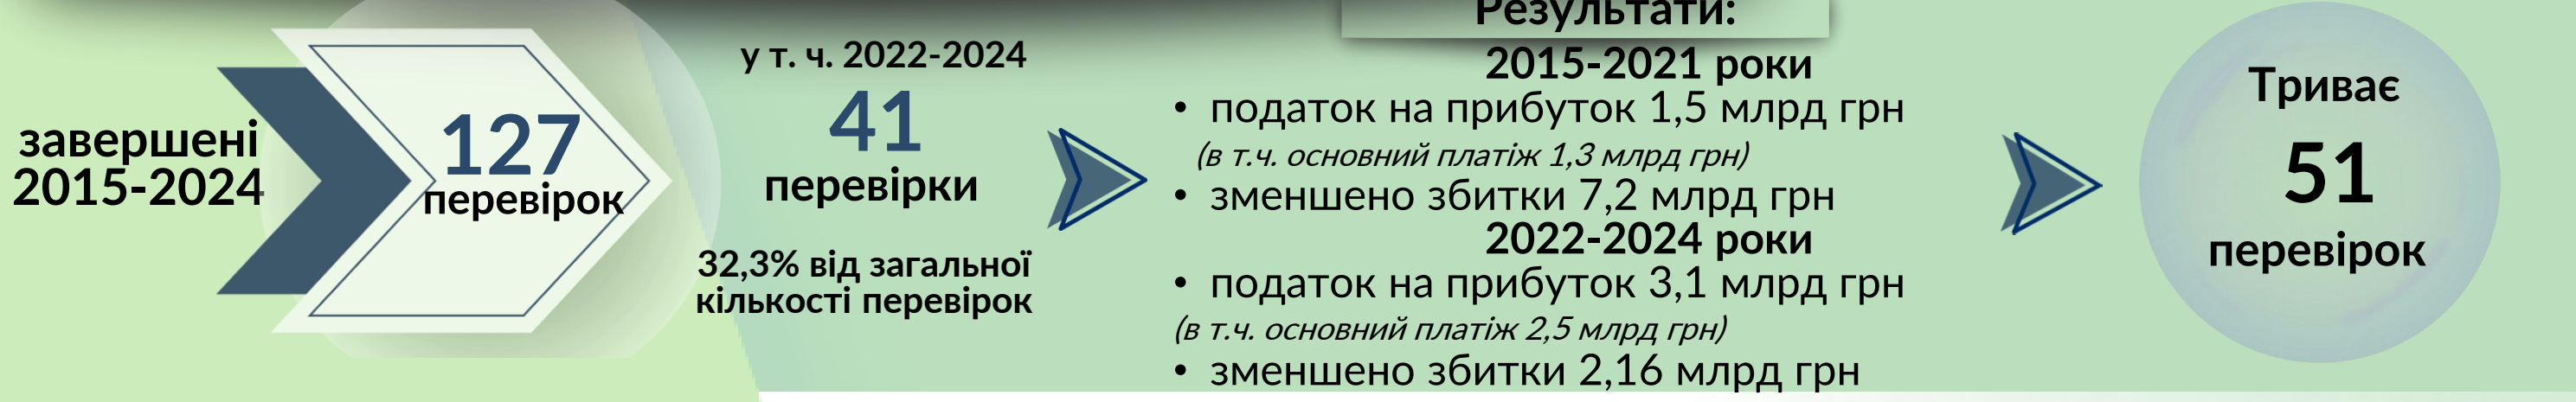 завершені
2015-2024
127
перевірок
у т. ч. 2022-2024
41
перевірки
32,3% від загальної
кількості перевірок
Результати:
2015-2021 роки
• податок на прибуток 1,5 млрд грн
(в т.ч. основний платіж 1,3 млрд грн)
• зменшено збитки 7,2 млрд грн
2022-2024 роки
• податок на прибуток 3,1 млрд грн
(в т.ч. основний платіж 2,5 млрд грн)
• зменшено збитки 2,16 млрд грн
Триває
51
перевірок